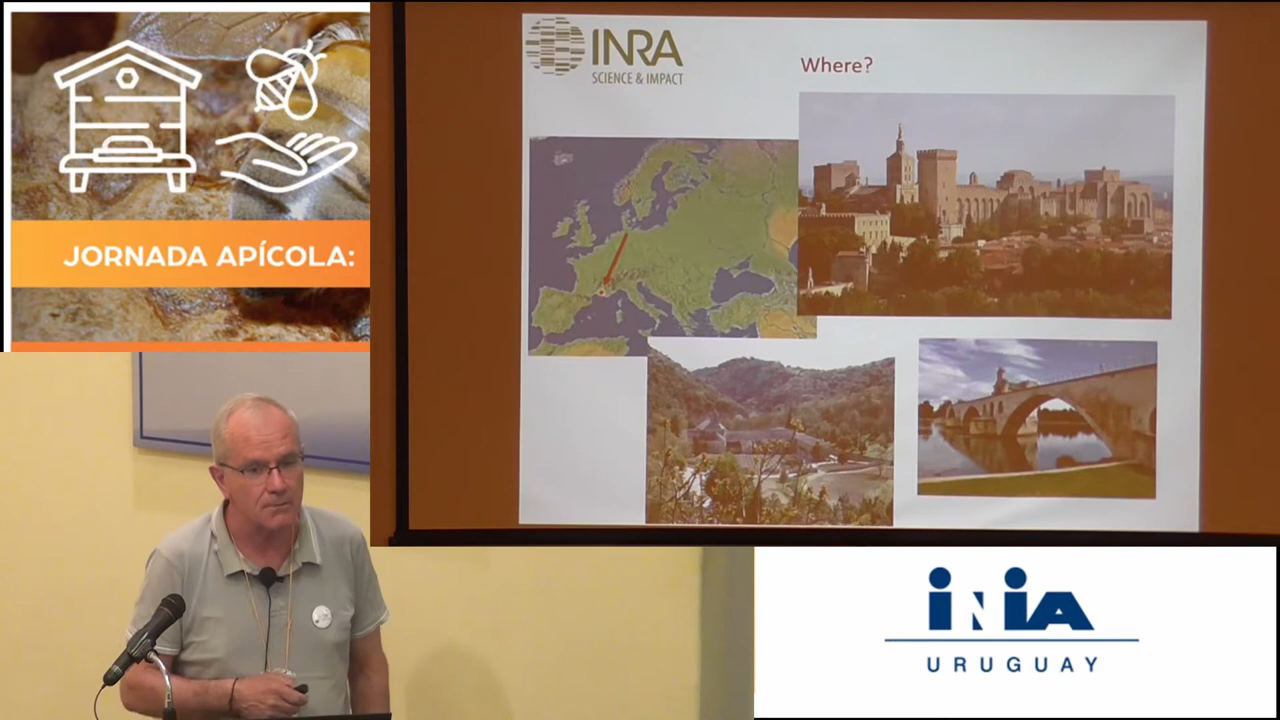 JORNADA APÍCOLA:
INRA
SCIENCE & IMPACT
Where?
INIA
URUGUAY